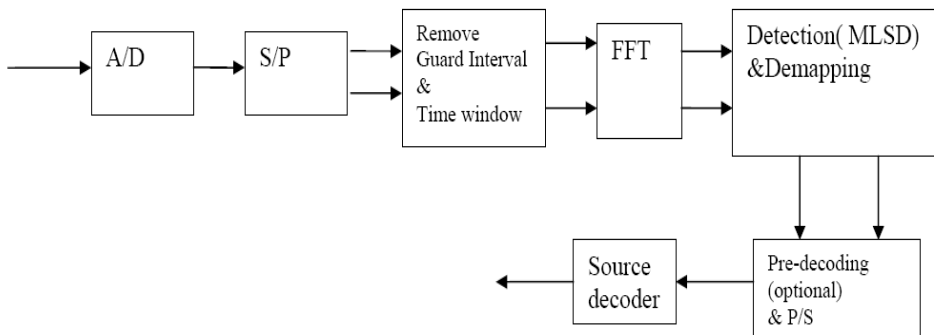 A/D
S/P
Remove
Guard Interval
&
Time window
FFT
Detection( MLSD)
&Demapping
Source
decoder
Pre-decoding
(optional)
& P/S